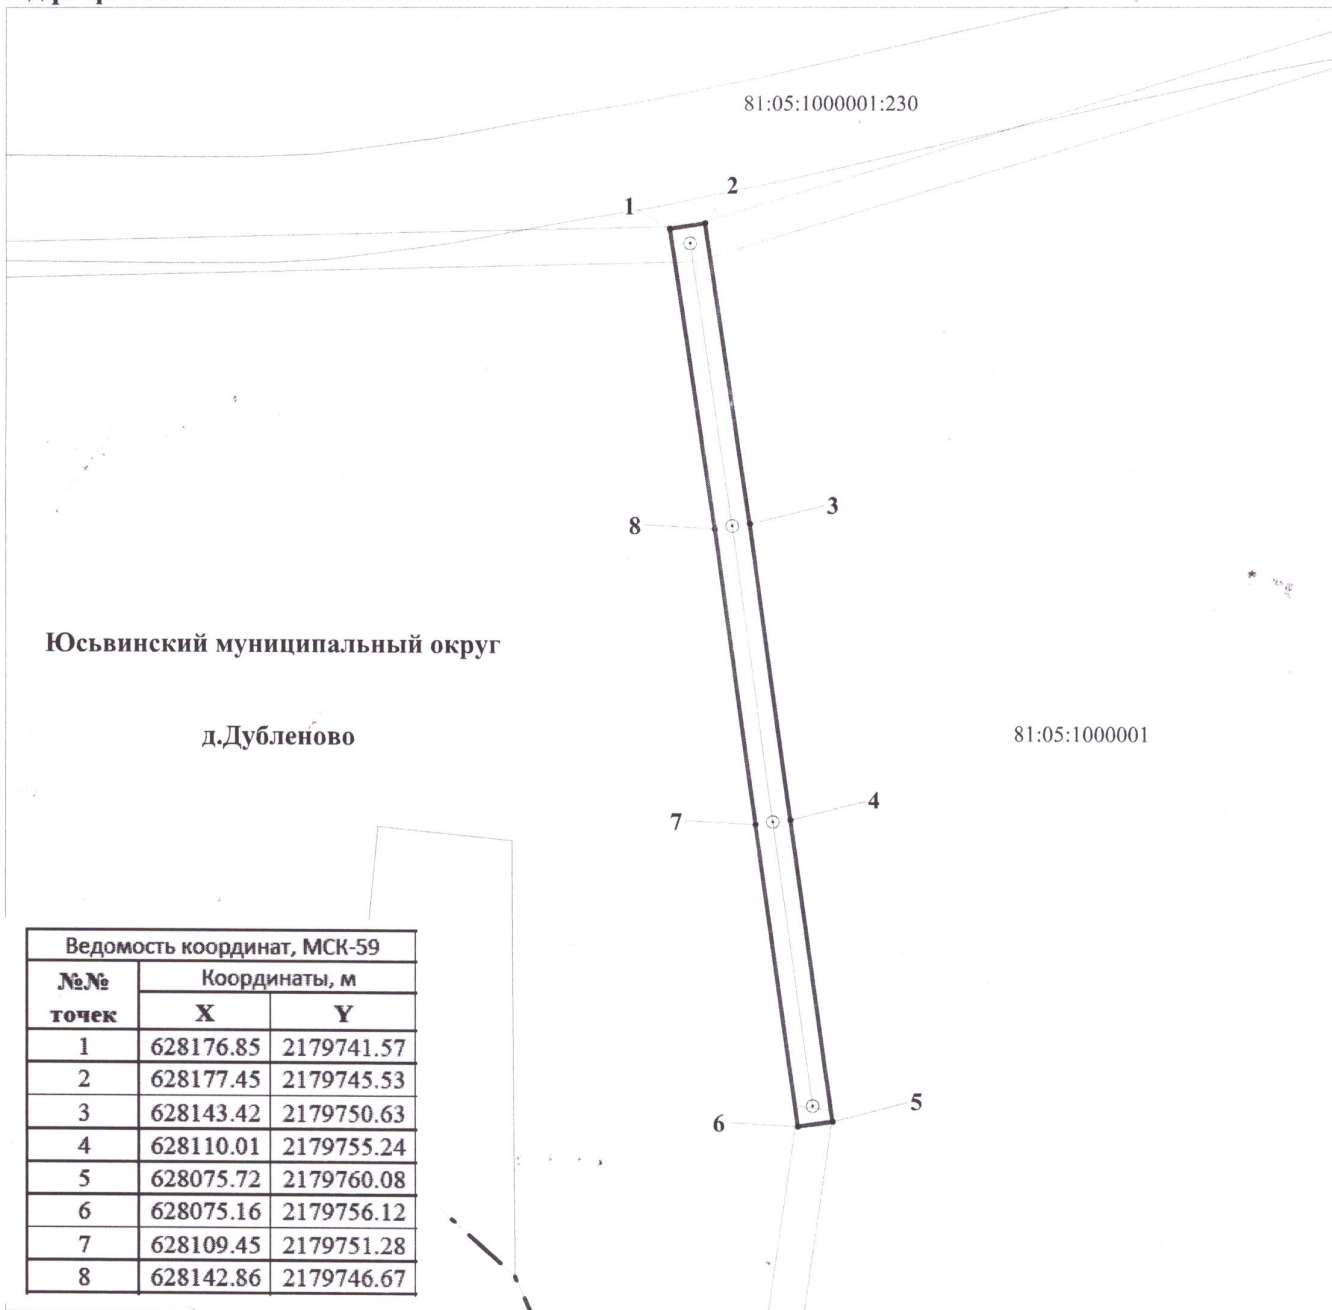 81:05:1000001:230
2
1
3
8
Юсьвинский муниципальный округ
д.Дубленово
81:05:1000001
4
7
Ведомость координат, МСК-59
№№ точек Координаты, м
X Y
1 628176.85 2179741.57
2 628177.45 2179745.53
3 628143.42 2179750.63
4 628110.01 2179755.24
5 628075.72 2179760.08
6 628075.16 2179756.12
7 628109.45 2179751.28
8 628142.86 2179746.67
5
6